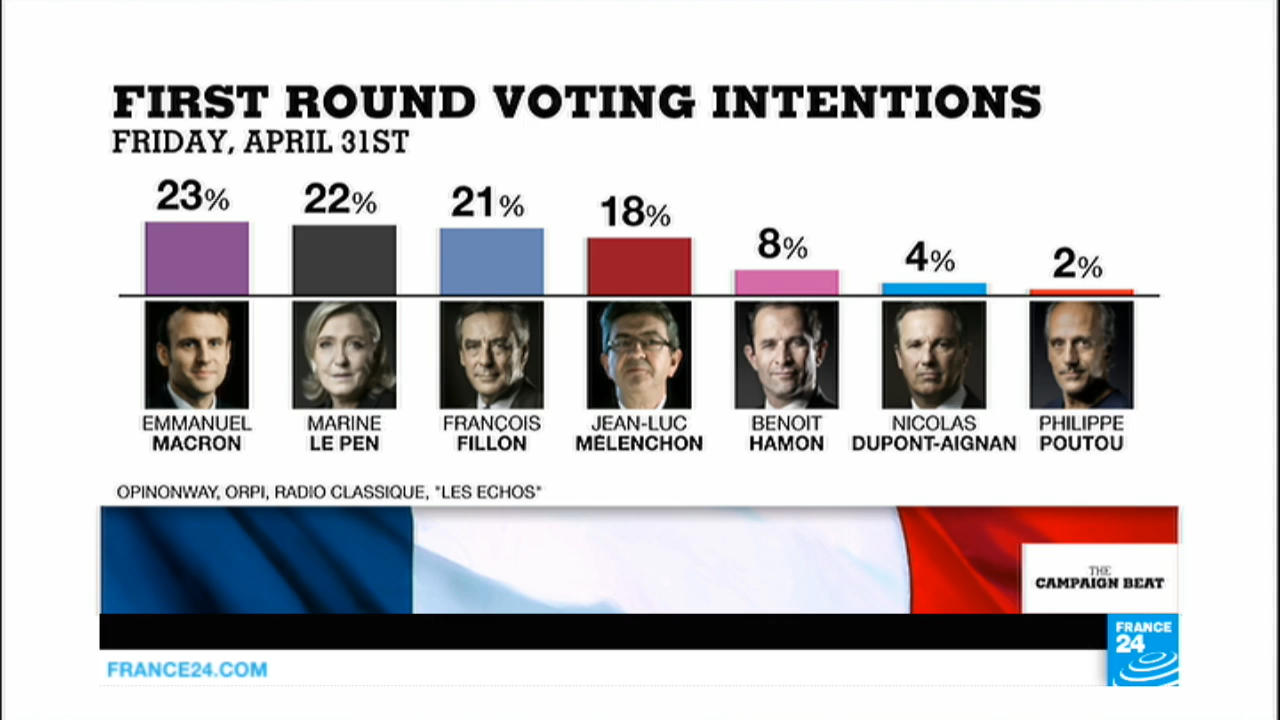 FIRST ROUND VOTING INTENTIONS
FRIDAY, APRIL 31ST
23% 22% 21% 18% 8% 4% 2%
EMMANUEL MARINE FRANÇOIS JEAN-LUC BENOIT NICOLAS PHILIPPE
MACRON LE PEN FILLON MÉLENCHON HAMON DUPONT-AIGNAN POUTOU
OPINONWAY, ORPI, RADIO CLASSIQUE, "LES ECHOS"
THE
CAMPAIGN BEAT
FRANCE
24
FRANCE24.COM